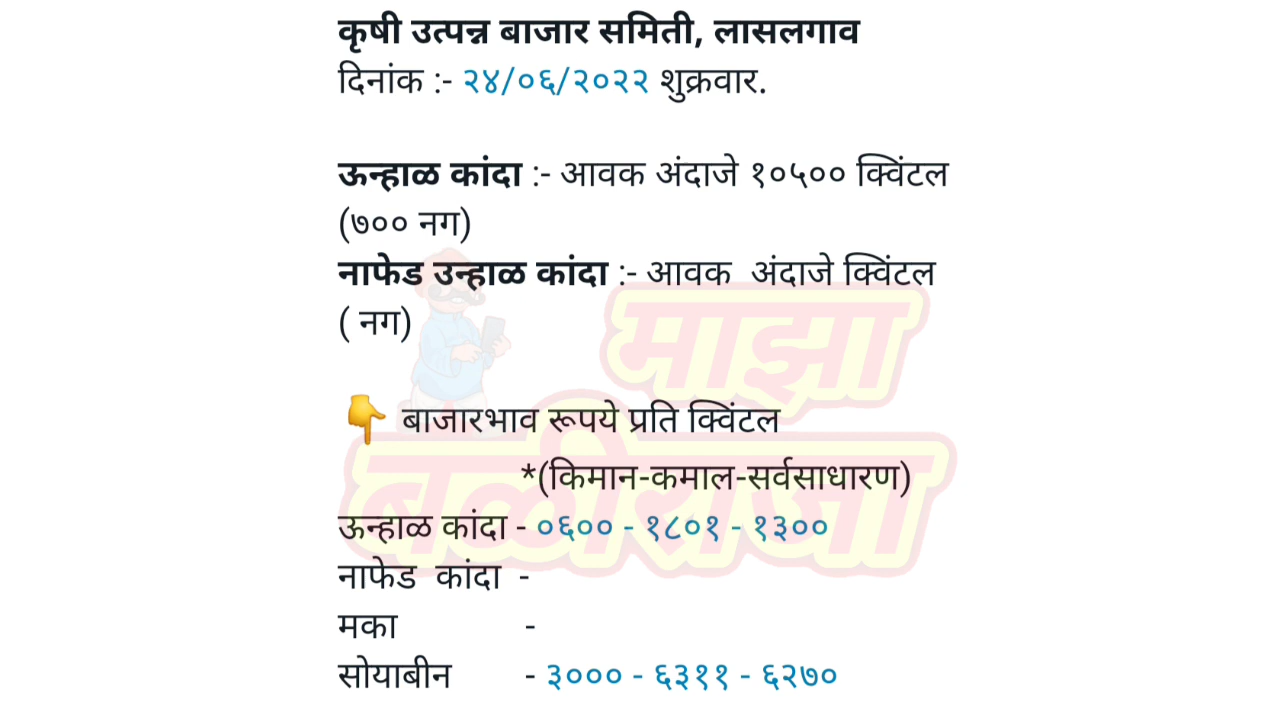 कृषी उत्पन्न बाजार समिती, लासलगाव
दिनांक :- २४/०६/२०२२ शुक्रवार.
ऊन्हाळ कांदा :- आवक अंदाजे १०५०० क्विंटल
(७०० नग)
नाफेड उन्हाळ कांदा :- आवक अंदाजे क्विंटल
( नग)
👇 बाजारभाव रूपये प्रति क्विंटल
*(किमान-कमाल-सर्वसाधारण)
ऊन्हाळ कांदा - ०६०० - १८०१ - १३००
नाफेड कांदा -
मका -
सोयाबीन - ३००० - ६३११ - ६२७०
माझा
बळीराजा